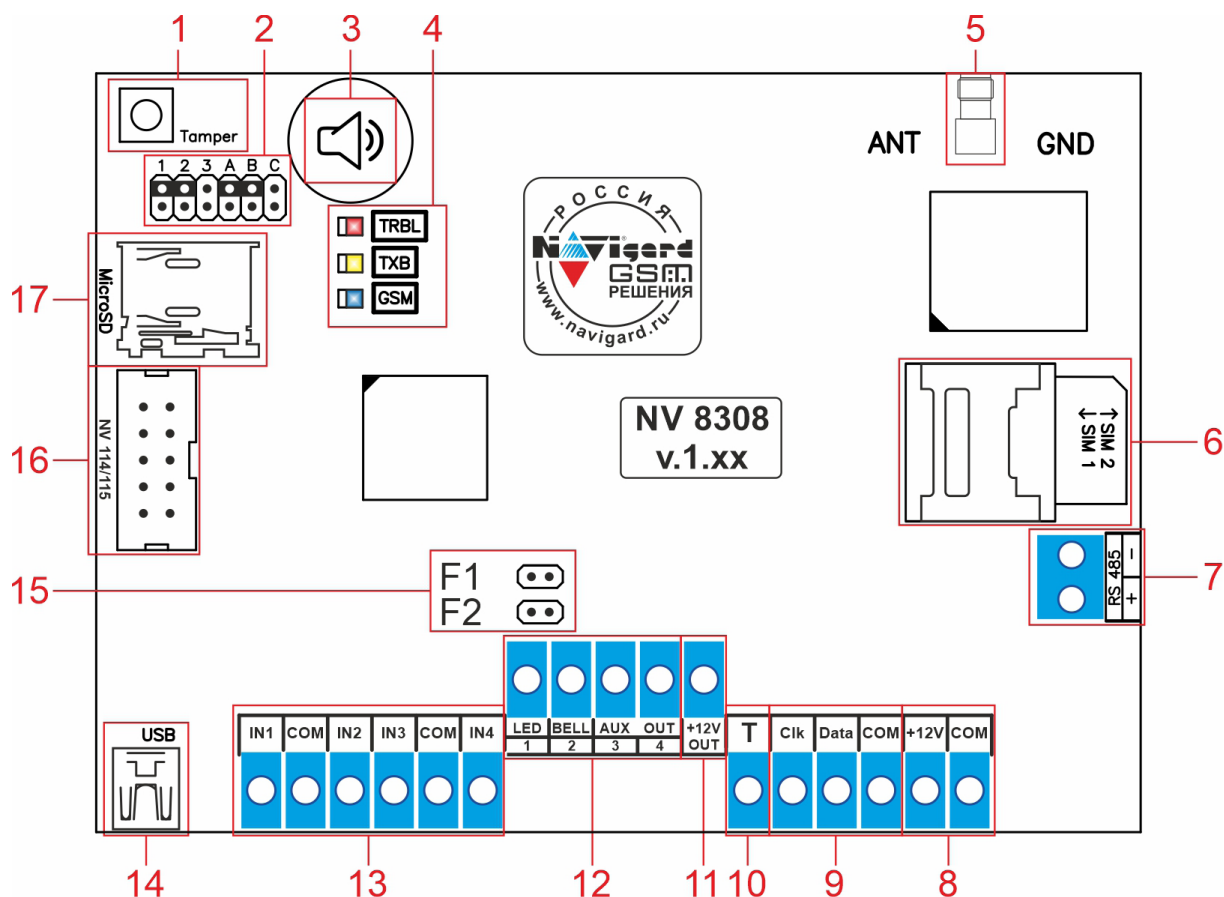 1 2 3 4 5
Tamper
1 2 3 A B C
ANT GND
TRBL
TXB
GSM
РОССИЯ
Navigard
GSM
РЕШЕНИЯ
www.navigard.ru
17
MicroSD
16
NV 114/115
NV 8308
v.1.xx
SIM 2
SIM 1
6
RS 485
- +
7
15
F1
F2
USB
IN1 COM IN2 IN3 COM IN4
LED BELL AUX OUT +12V
1 2 3 4 OUT
T Clk Data COM +12V COM
14 13 12 11 10 9 8